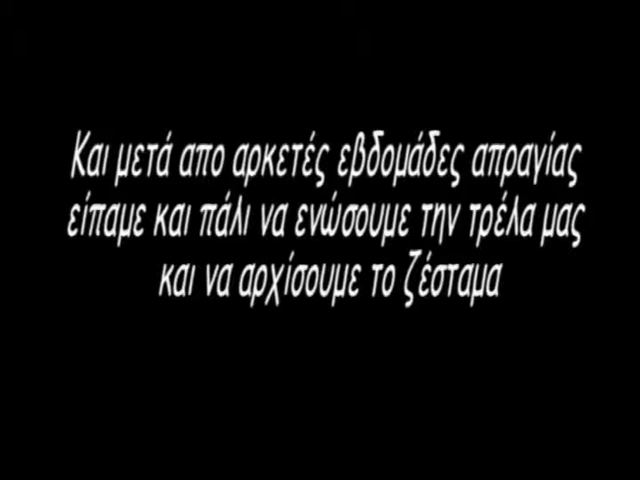 Και μετά απο αρκετές εβδομάδες απραγίας
είπαμε και πάλι να ενώσουμε την τρέλα μας
και να αρχίσουμε το ζέσταμα